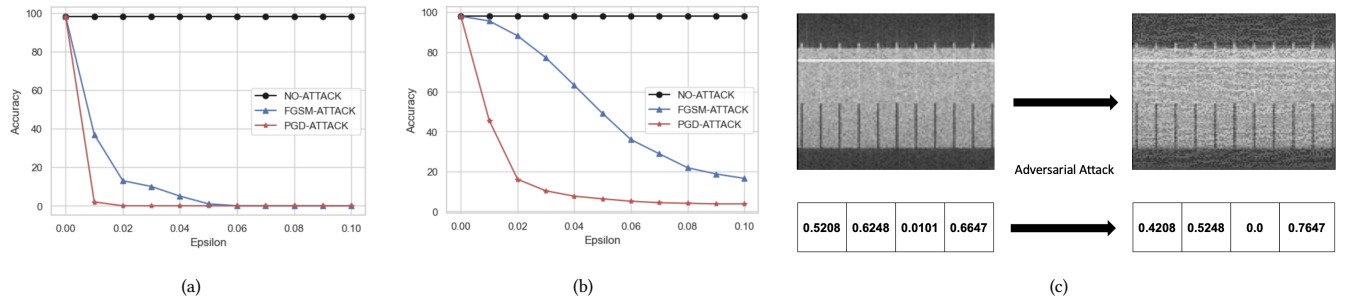 100
80
60
40
20
0
Accuracy
0.00 0.02 0.04 0.06 0.08 0.10
Epsilon
NO-ATTACK
FGSM-ATTACK
PGD-ATTACK
(a)
100
80
60
40
20
0
Accuracy
0.00 0.02 0.04 0.06 0.08 0.10
Epsilon
NO-ATTACK
FGSM-ATTACK
PGD-ATTACK
(b)
Adversarial Attack
0.5208 0.6248 0.0101 0.6647
0.4208 0.5248 0.0 0.7647
(c)